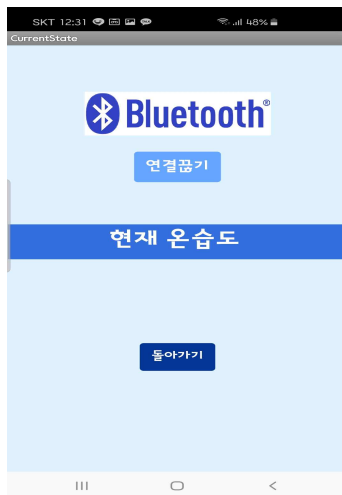 SKT 12:31 48%
CurrentState
Bluetooth®
연결끊기
현재 온습도
돌아가기